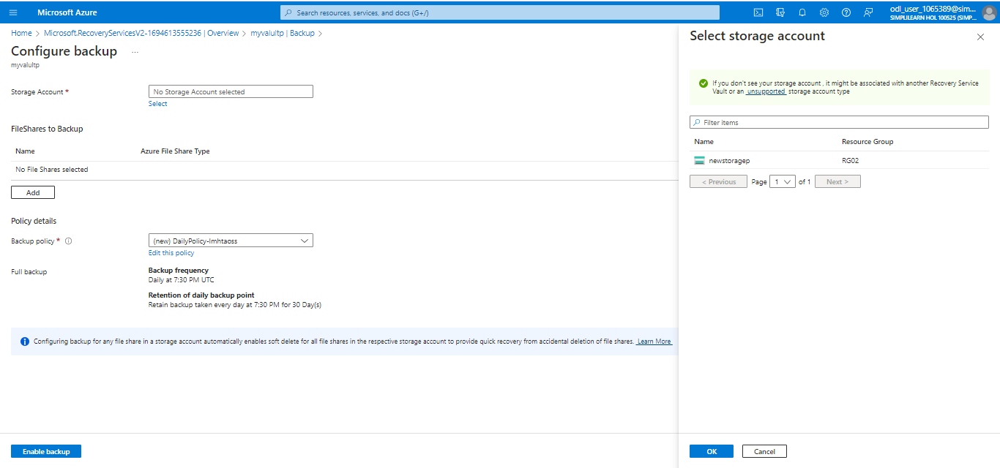 Microsoft Azure
Search resources, services, and docs (G+/)
odl_user_1065389@sim...
SIMPLILEARN HOL 100525 (SIMP...
Home > Microsoft.RecoveryServicesV2-1694613555236 | Overview > myvalultp | Backup >
Configure backup ...
myvalultp
Storage Account *
No Storage Account selected
Select
FileShares to Backup
Name Azure File Share Type
No File Shares selected
Add
Policy details
Backup policy *
(new) DailyPolicy-lmhtaoss
Edit this policy
Full backup
Backup frequency
Daily at 7:30 PM UTC
Retention of daily backup point
Retain backup taken every day at 7:30 PM for 30 Day(s)
Configuring backup for any file share in a storage account automatically enables soft delete for all file shares in the respective storage account to provide quick recovery from accidental deletion of file shares. Learn More
Enable backup
Select storage account
If you don't see your storage account , it might be associated with another Recovery Service
Vault or an unsupported storage account type
Filter items
Name Resource Group
newstoragep RG02
< Previous Page 1 of 1 Next >
OK Cancel